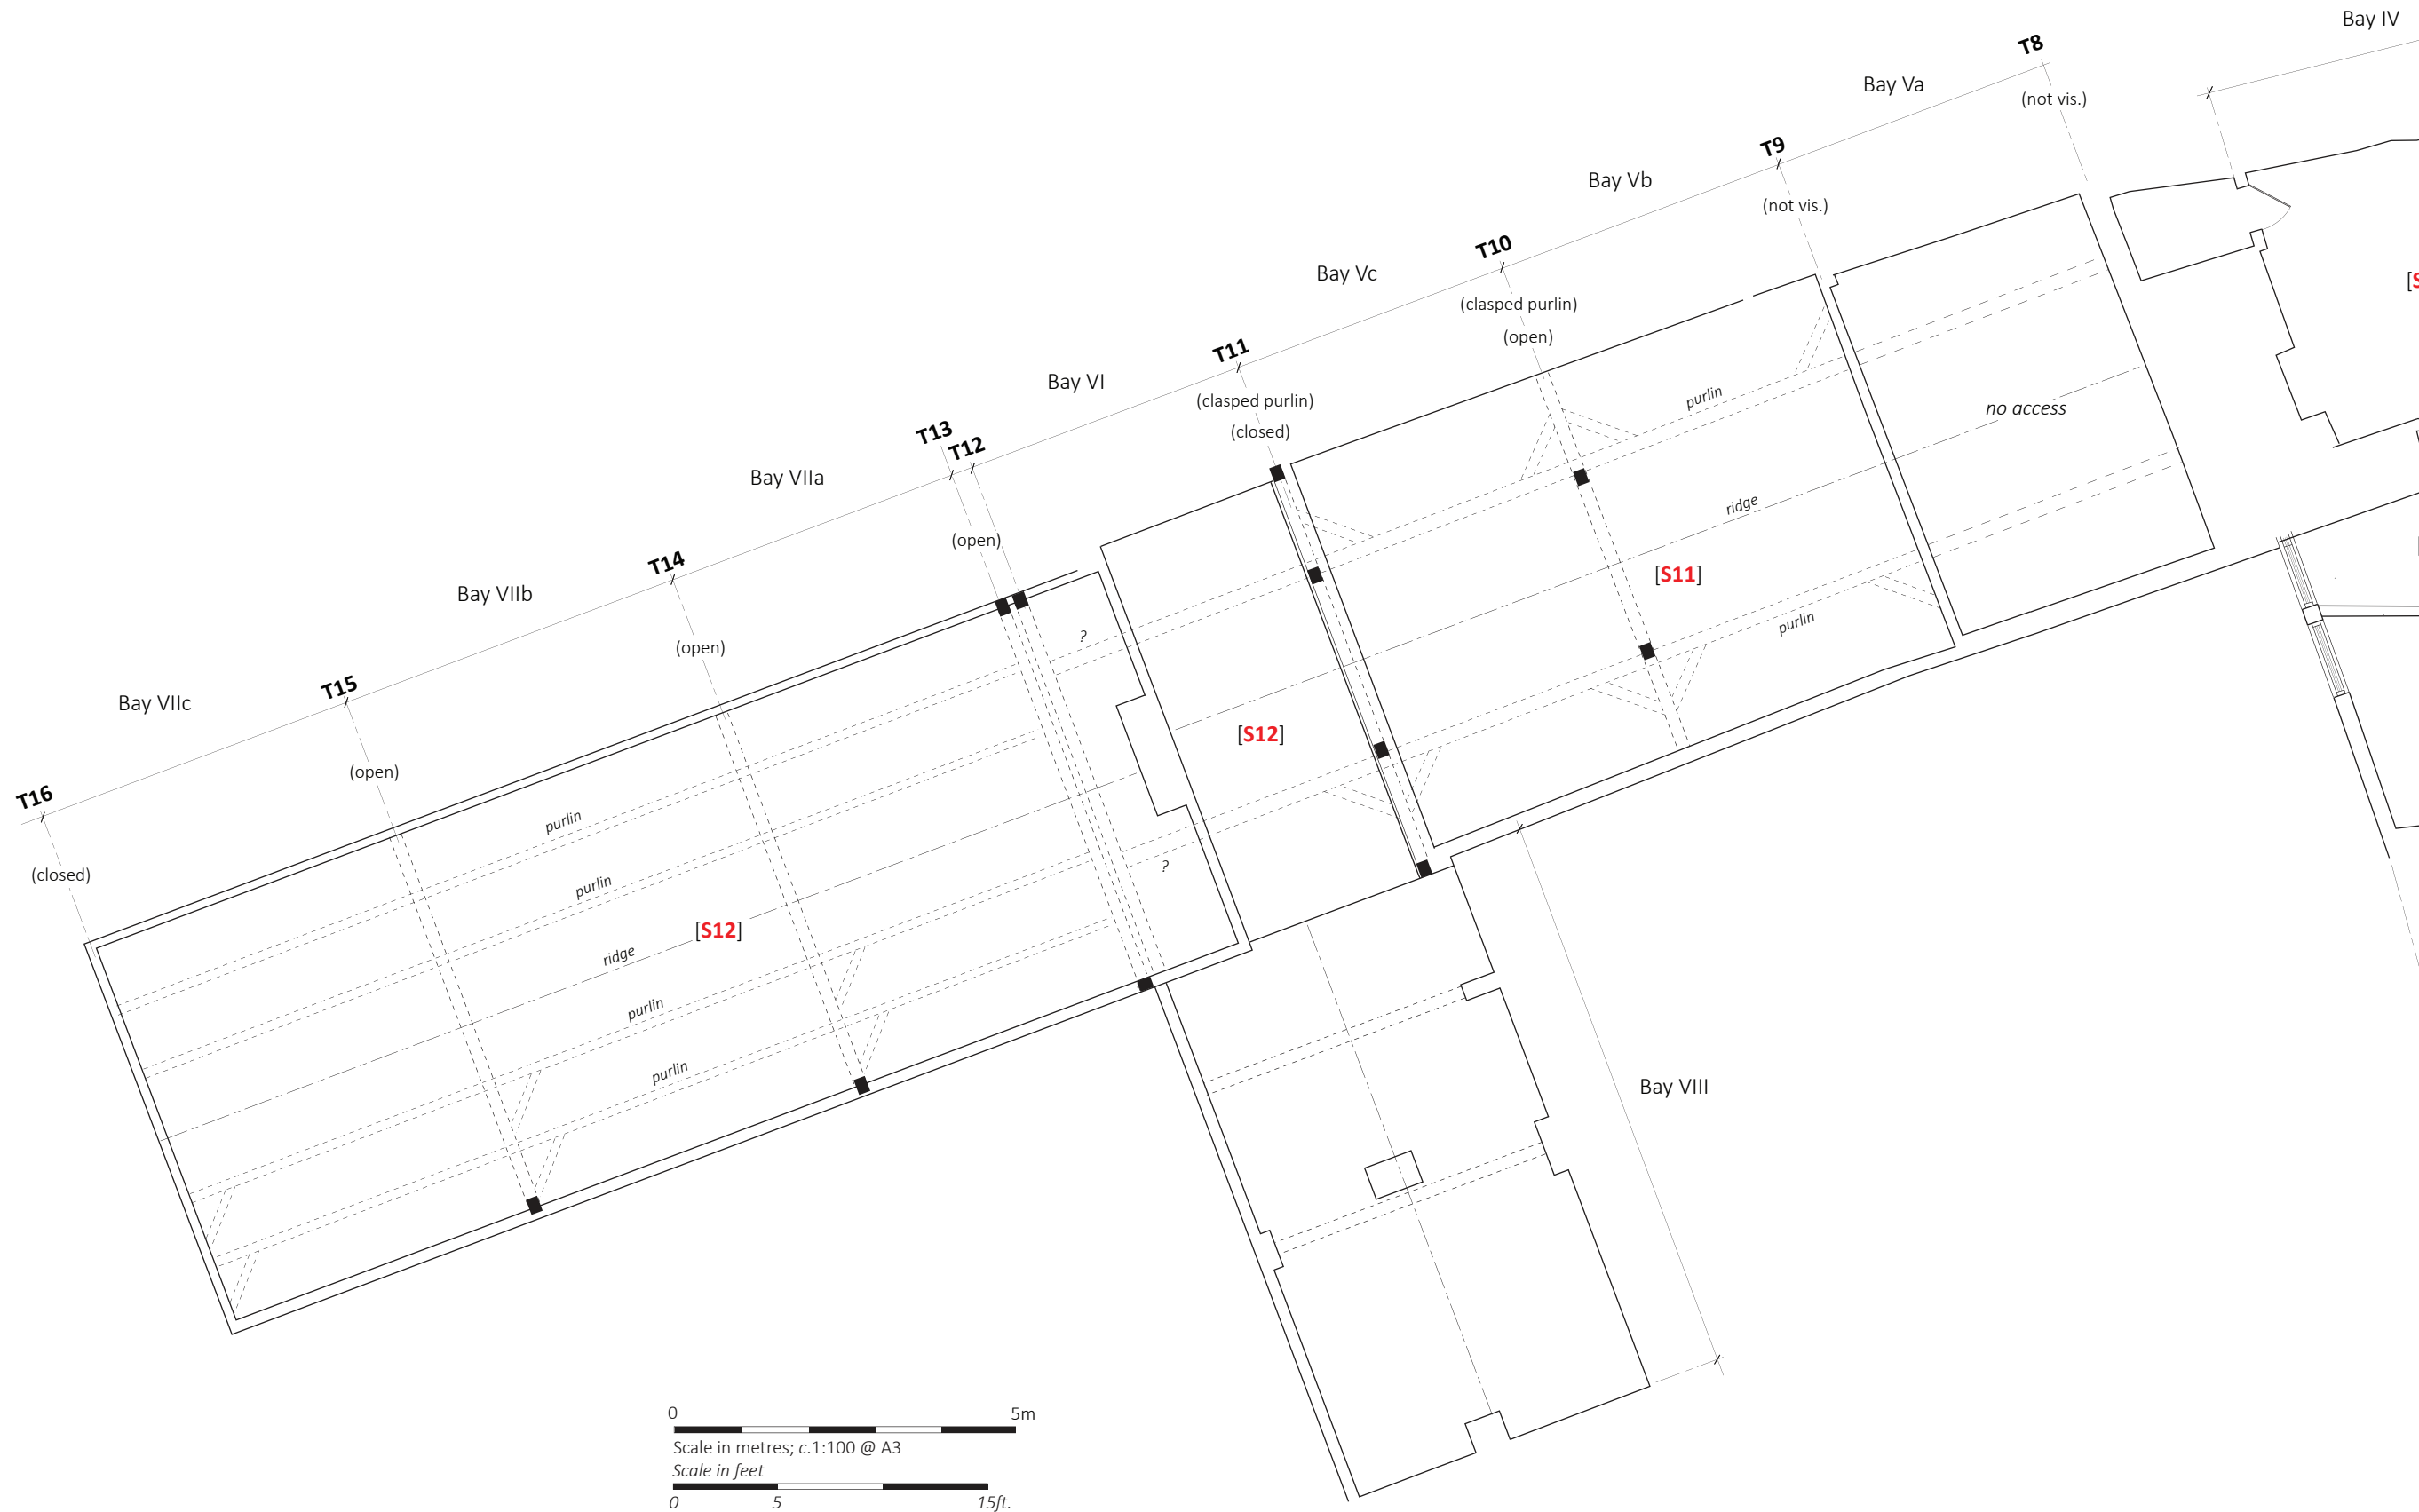 Bay IV
T8
(not vis.)
Bay Va
T9
(not vis.)
Bay Vb
T10
(clasped purlin)
(open)
Bay Vc
T11
(clasped purlin)
(closed)
Bay VI
T13
T12
(open)
Bay VIIa
T14
(open)
Bay VIIb
T15
(open)
Bay VIIc
T16
(closed)
no access
purlin
ridge
[S11]
purlin
?
[S12]
?
purlin
purlin
[S12]
ridge
purlin
purlin
Bay VIII
[S
0 5m
Scale in metres; c.1:100 @ A3
Scale in feet
0 5 15ft.